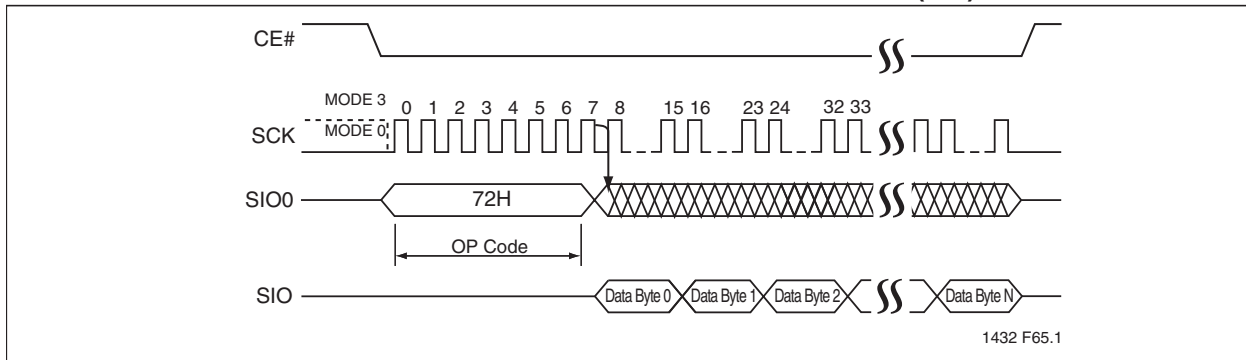 CE#
MODE 3
0 1 2 3 4 5 6 7 8 15 16 23 24 32 33
SCK
MODE 0
SIO0
72H
OP Code
SIO
Data Byte 0
Data Byte 1
Data Byte 2
Data Byte N
1432 F65.1